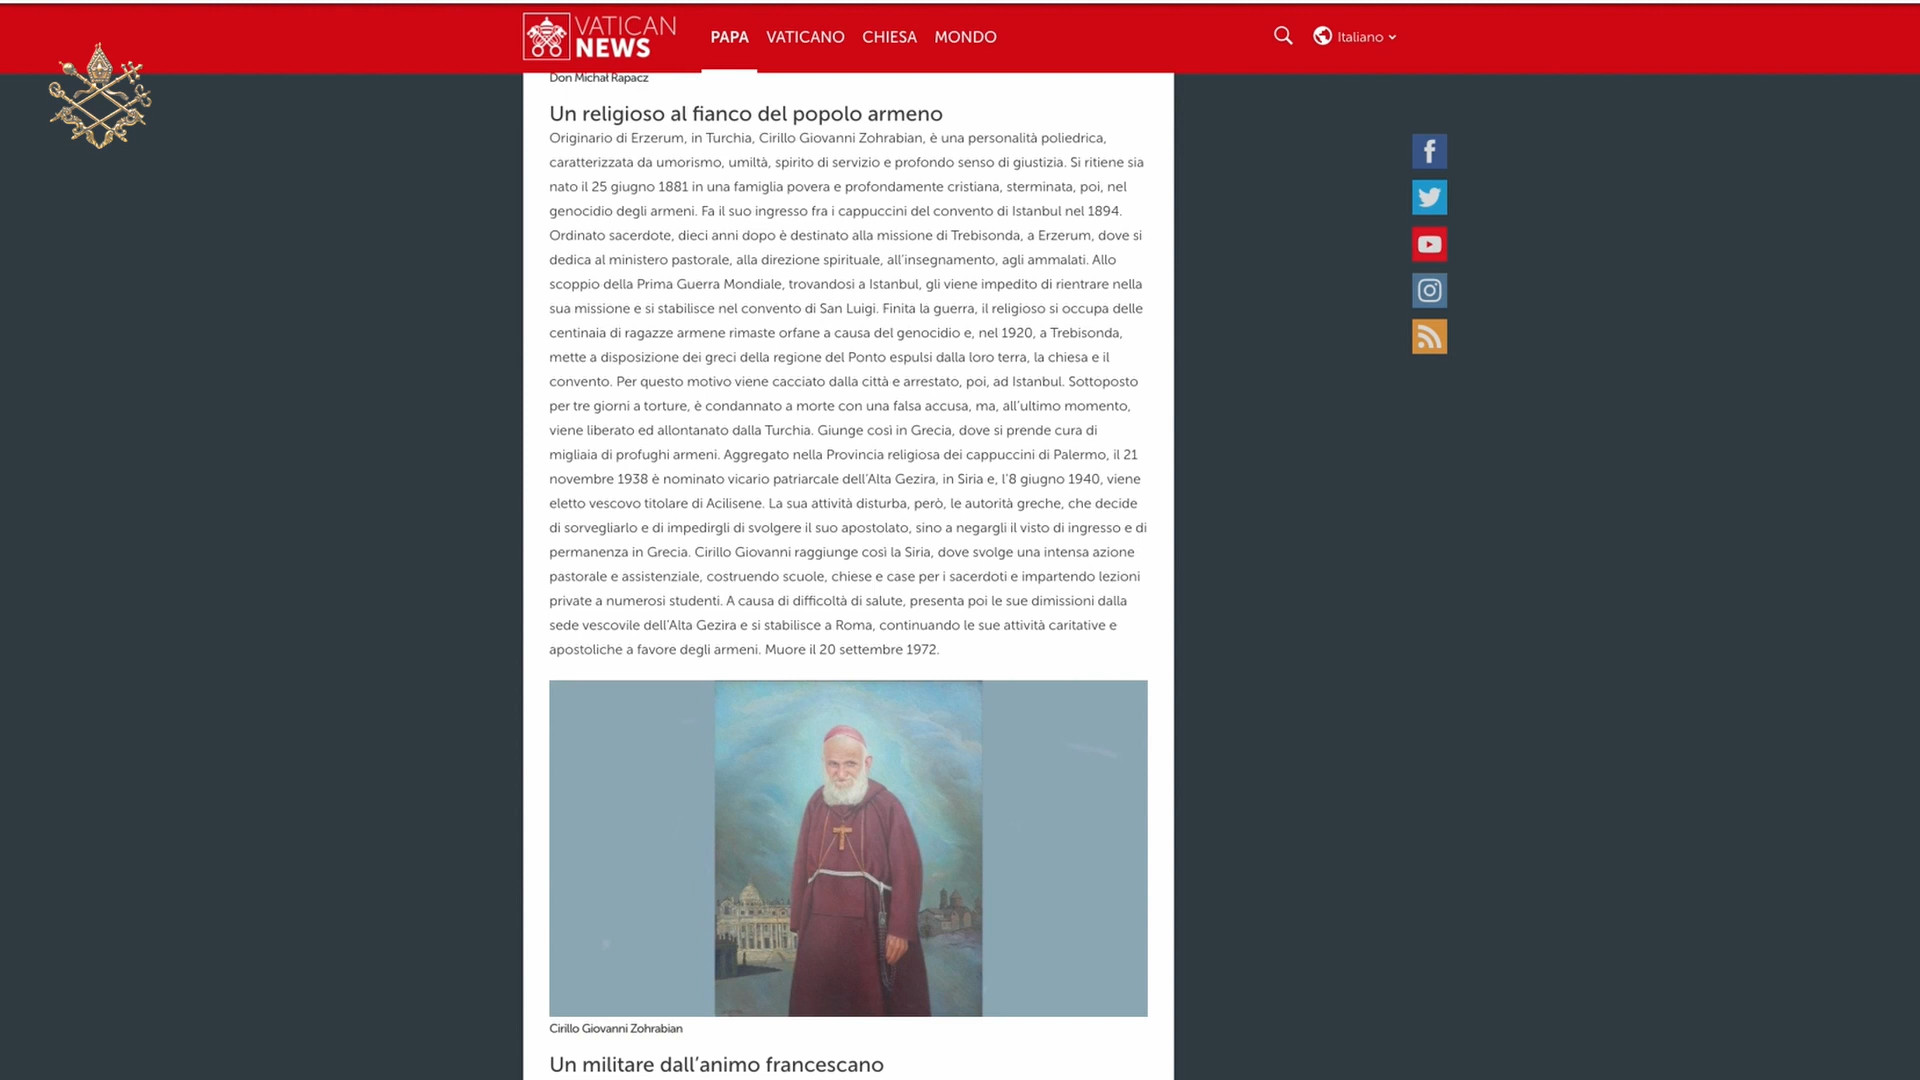 VATICAN
NEWS
PAPA
VATICANO
CHIESA
MONDO
Italiano
Don Michał Rapacz
Un religioso al fianco del popolo armeno
Originario di Erzerum, in Turchia, Cirillo Giovanni Zohrabian, è una personalità poliedrica,
caratterizzata da umorismo, umiltà, spirito di servizio e profondo senso di giustizia. Si ritiene sia
nato il 25 giugno 1881 in una famiglia povera e profondamente cristiana, sterminata, poi, nel
genocidio degli armeni. Fa il suo ingresso fra i cappuccini del convento di Istanbul nel 1894.
Ordinato sacerdote, dieci anni dopo è destinato alla missione di Trebisonda, a Erzerum, dove si
dedica al ministero pastorale, alla direzione spirituale, all'insegnamento, agli ammalati. Allo
scoppio della Prima Guerra Mondiale, trovandosi a Istanbul, gli viene impedito di rientrare nella
sua missione e si stabilisce nel convento di San Luigi. Finita la guerra, il religioso si occupa delle
centinaia di ragazze armene rimaste orfane a causa del genocidio e, nel 1920, a Trebisonda,
mette a disposizione dei greci della regione del Ponto espulsi dalla loro terra, la chiesa e il
convento. Per questo motivo viene cacciato dalla città e arrestato, poi, ad Istanbul. Sottoposto
per tre giorni a torture, è condannato a morte con una falsa accusa, ma, all'ultimo momento,
viene liberato ed allontanato dalla Turchia. Giunge così in Grecia, dove si prende cura di
migliaia di profughi armeni. Aggregato nella Provincia religiosa dei cappuccini di Palermo, il 21
novembre 1938 è nominato vicario patriarcale dell'Alta Gezira, in Siria e, l'8 giugno 1940, viene
eletto vescovo titolare di Acilisene. La sua attività disturba, però, le autorità greche, che decide
di sorvegliarlo e di impedirgli di svolgere il suo apostolato, sino a negargli il visto di ingresso e di
permanenza in Grecia. Cirillo Giovanni raggiunge così la Siria, dove svolge una intensa azione
pastorale e assistenziale, costruendo scuole, chiese e case per i sacerdoti e impartendo lezioni
private a numerosi studenti. A causa di difficoltà di salute, presenta poi le sue dimissioni dalla
sede vescovile dell'Alta Gezira e si stabilisce a Roma, continuando le sue attività caritative e
apostoliche a favore degli armeni. Muore il 20 settembre 1972.
Cirillo Giovanni Zohrabian
Un militare dall'animo francescano